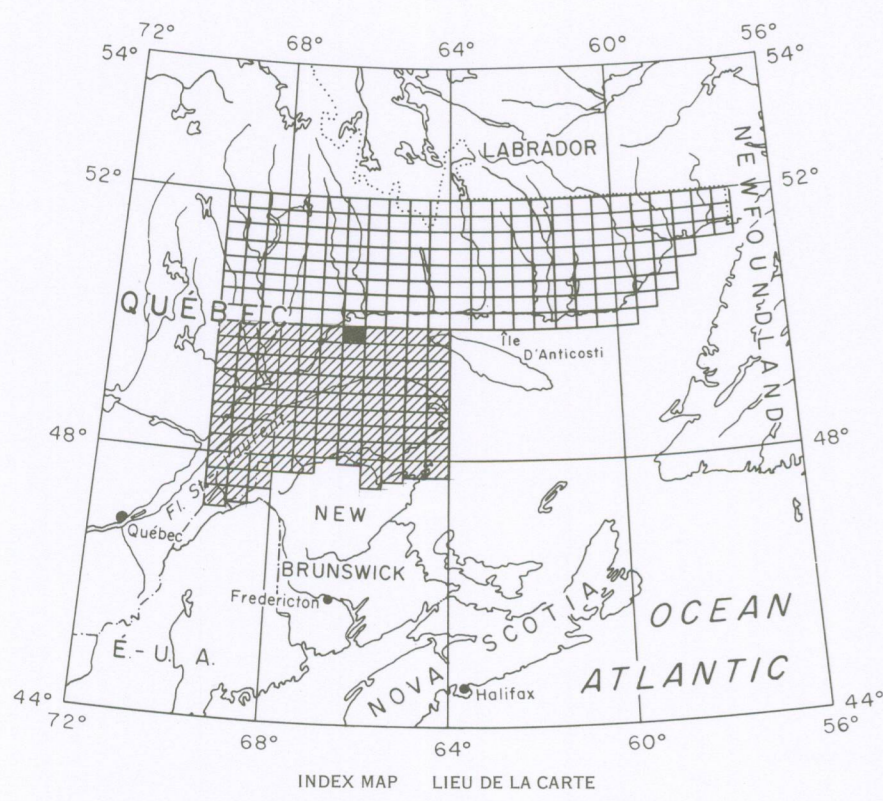 72° 68° 64° 60° 56°
54° 54°
LABRADOR
52° 52°
NEWFOUNDLAND
QUÉBEC
Île
D'Anticosti
48° 48°
Fl. St. Laurent
Québec
NEW
BRUNSWICK
Fredericton
É.-U. A.
NOVA SCOTIA
Halifax
OCEAN
ATLANTIC
44° 44°
72° 68° 64° 60° 56°
INDEX MAP LIEU DE LA CARTE